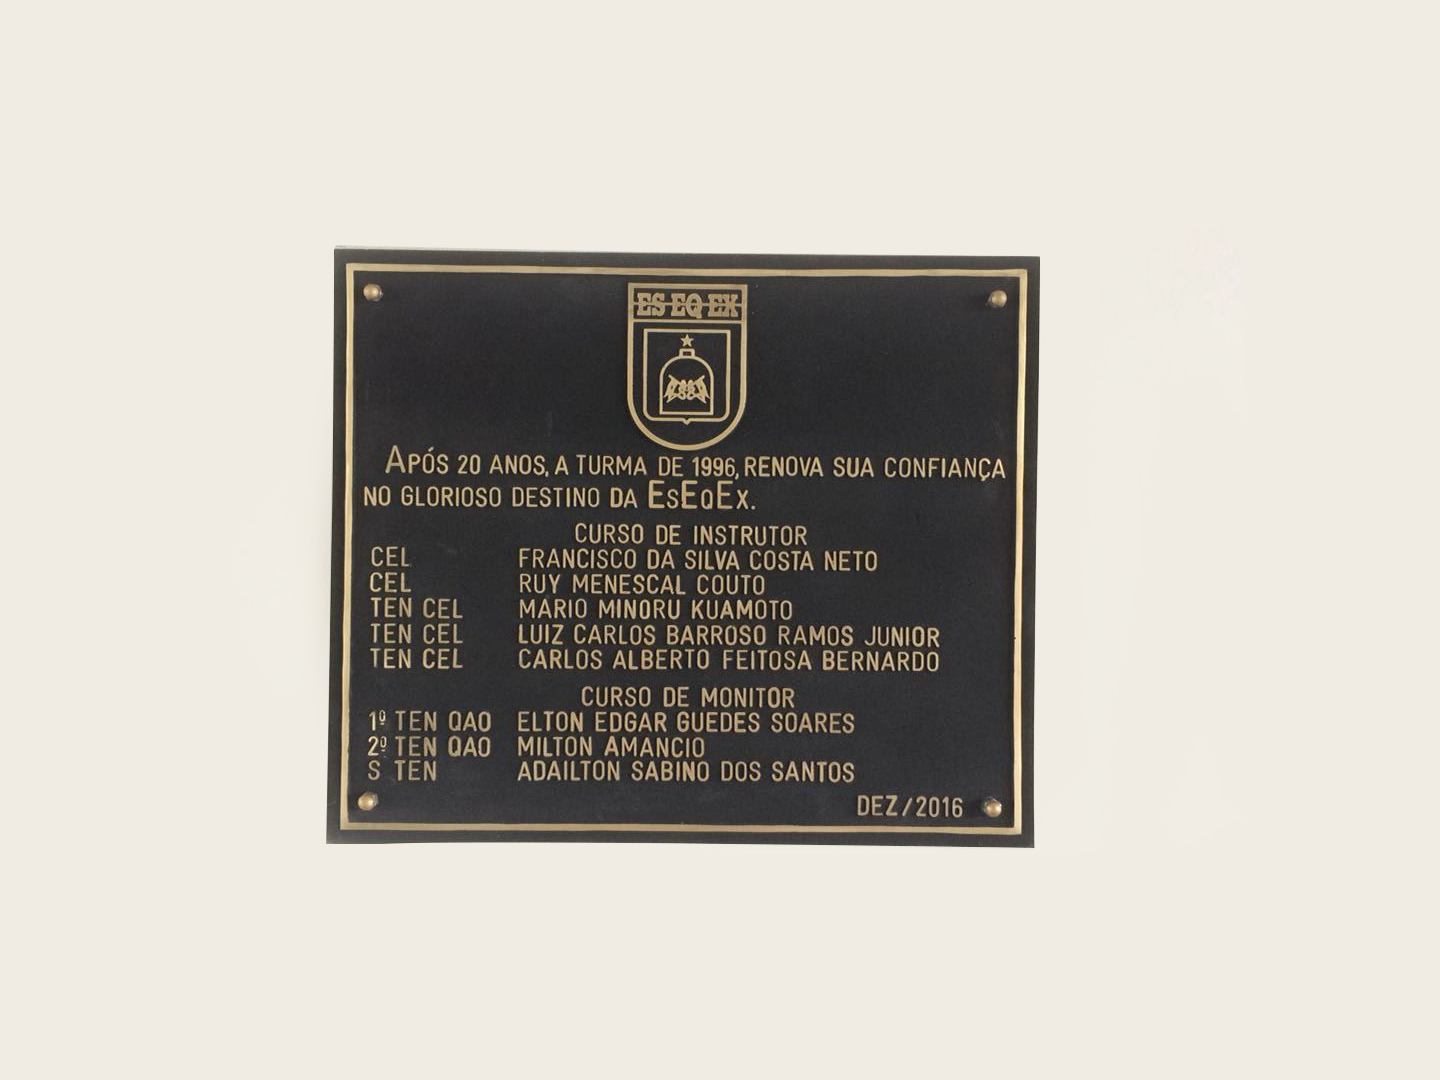 ES EQ EX
APÓS 20 ANOS, A TURMA DE 1996, RENOVA SUA CONFIANÇA
NO GLORIOSO DESTINO DA ESEQEX.
CURSO DE INSTRUTOR
CEL FRANCISCO DA SILVA COSTA NETO
CEL RUY MENESCAL COUTO
TEN CEL MARIO MINORU KUAMOTO
TEN CEL LUIZ CARLOS BARROSO RAMOS JUNIOR
TEN CEL CARLOS ALBERTO FEITOSA BERNARDO
CURSO DE MONITOR
1º TEN QAO ELTON EDGAR GUEDES SOARES
2º TEN QAO MILTON AMANCIO
S TEN ADAILTON SABINO DOS SANTOS
DEZ/2016